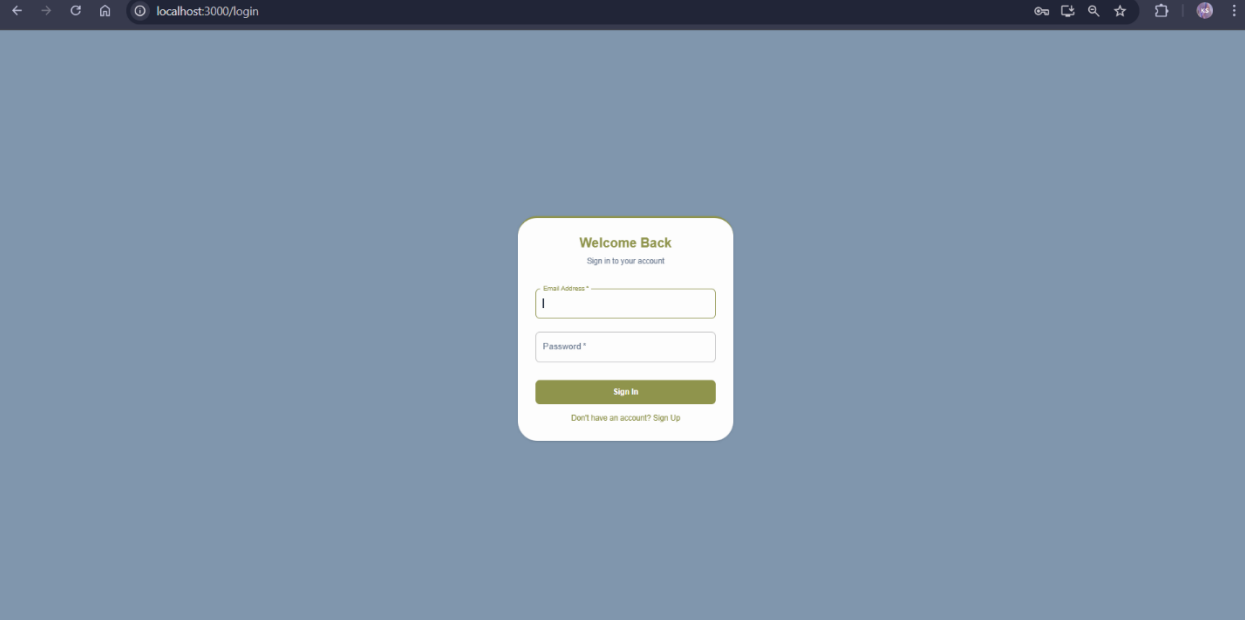 localhost:3000/login
Welcome Back
Sign in to your account
Email Address *
Password *
Sign In
Don't have an account? Sign Up